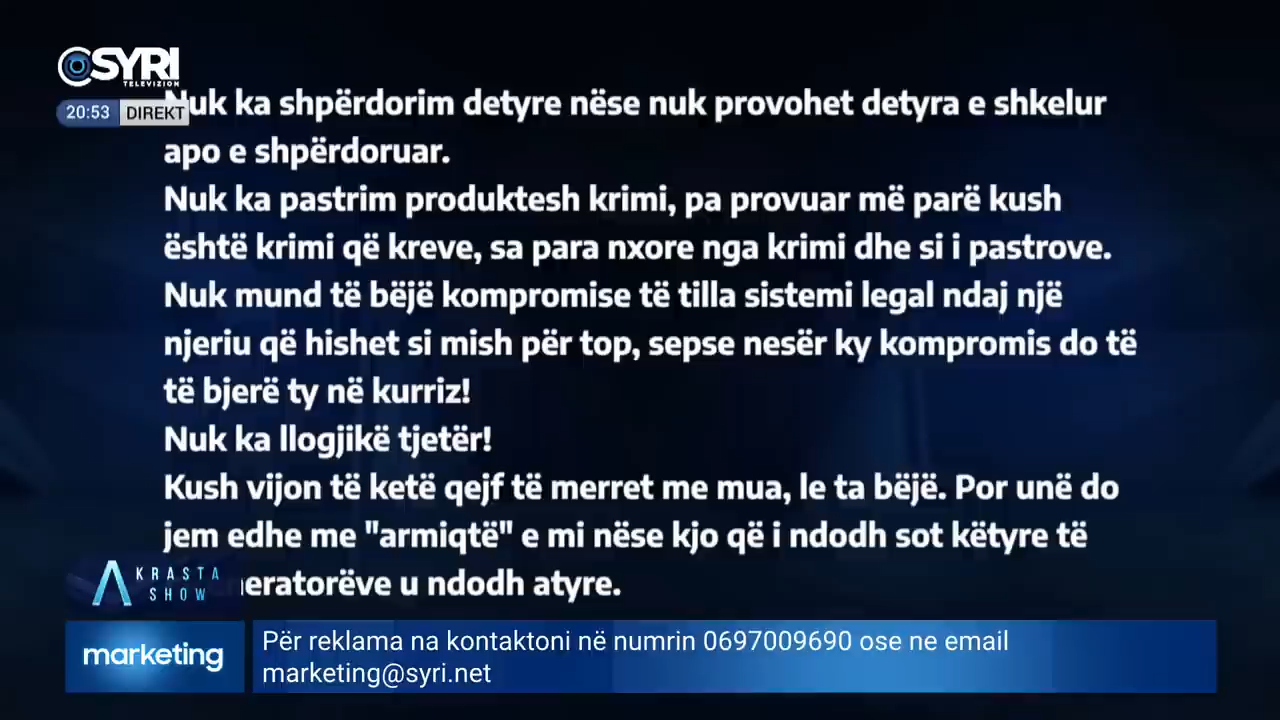 SYRI
TELEVIZION
20:53 DIREKT
Nuk ka shpërdorim detyre nëse nuk provohet detyra e shkelur
apo e shpërdoruar.
Nuk ka pastrim produktesh krimi, pa provuar më parë kush
është krimi që kreve, sa para nxore nga krimi dhe si i pastrove.
Nuk mund të bëjë kompromise të tilla sistemi legal ndaj një
njeriu që hishet si mish për top, sepse nesër ky kompromis do të
të bjerë ty në kurriz!
Nuk ka llogjikë tjetër!
Kush vijon të ketë qejf të merret me mua, le ta bëjë. Por unë do
jem edhe me "armiqtë" e mi nëse kjo që i ndodh sot këtyre të
u ndodh atyre.
KRASTA
SHOW
marketing
Për reklama na kontaktoni në numrin 0697009690 ose ne email
marketing@syri.net